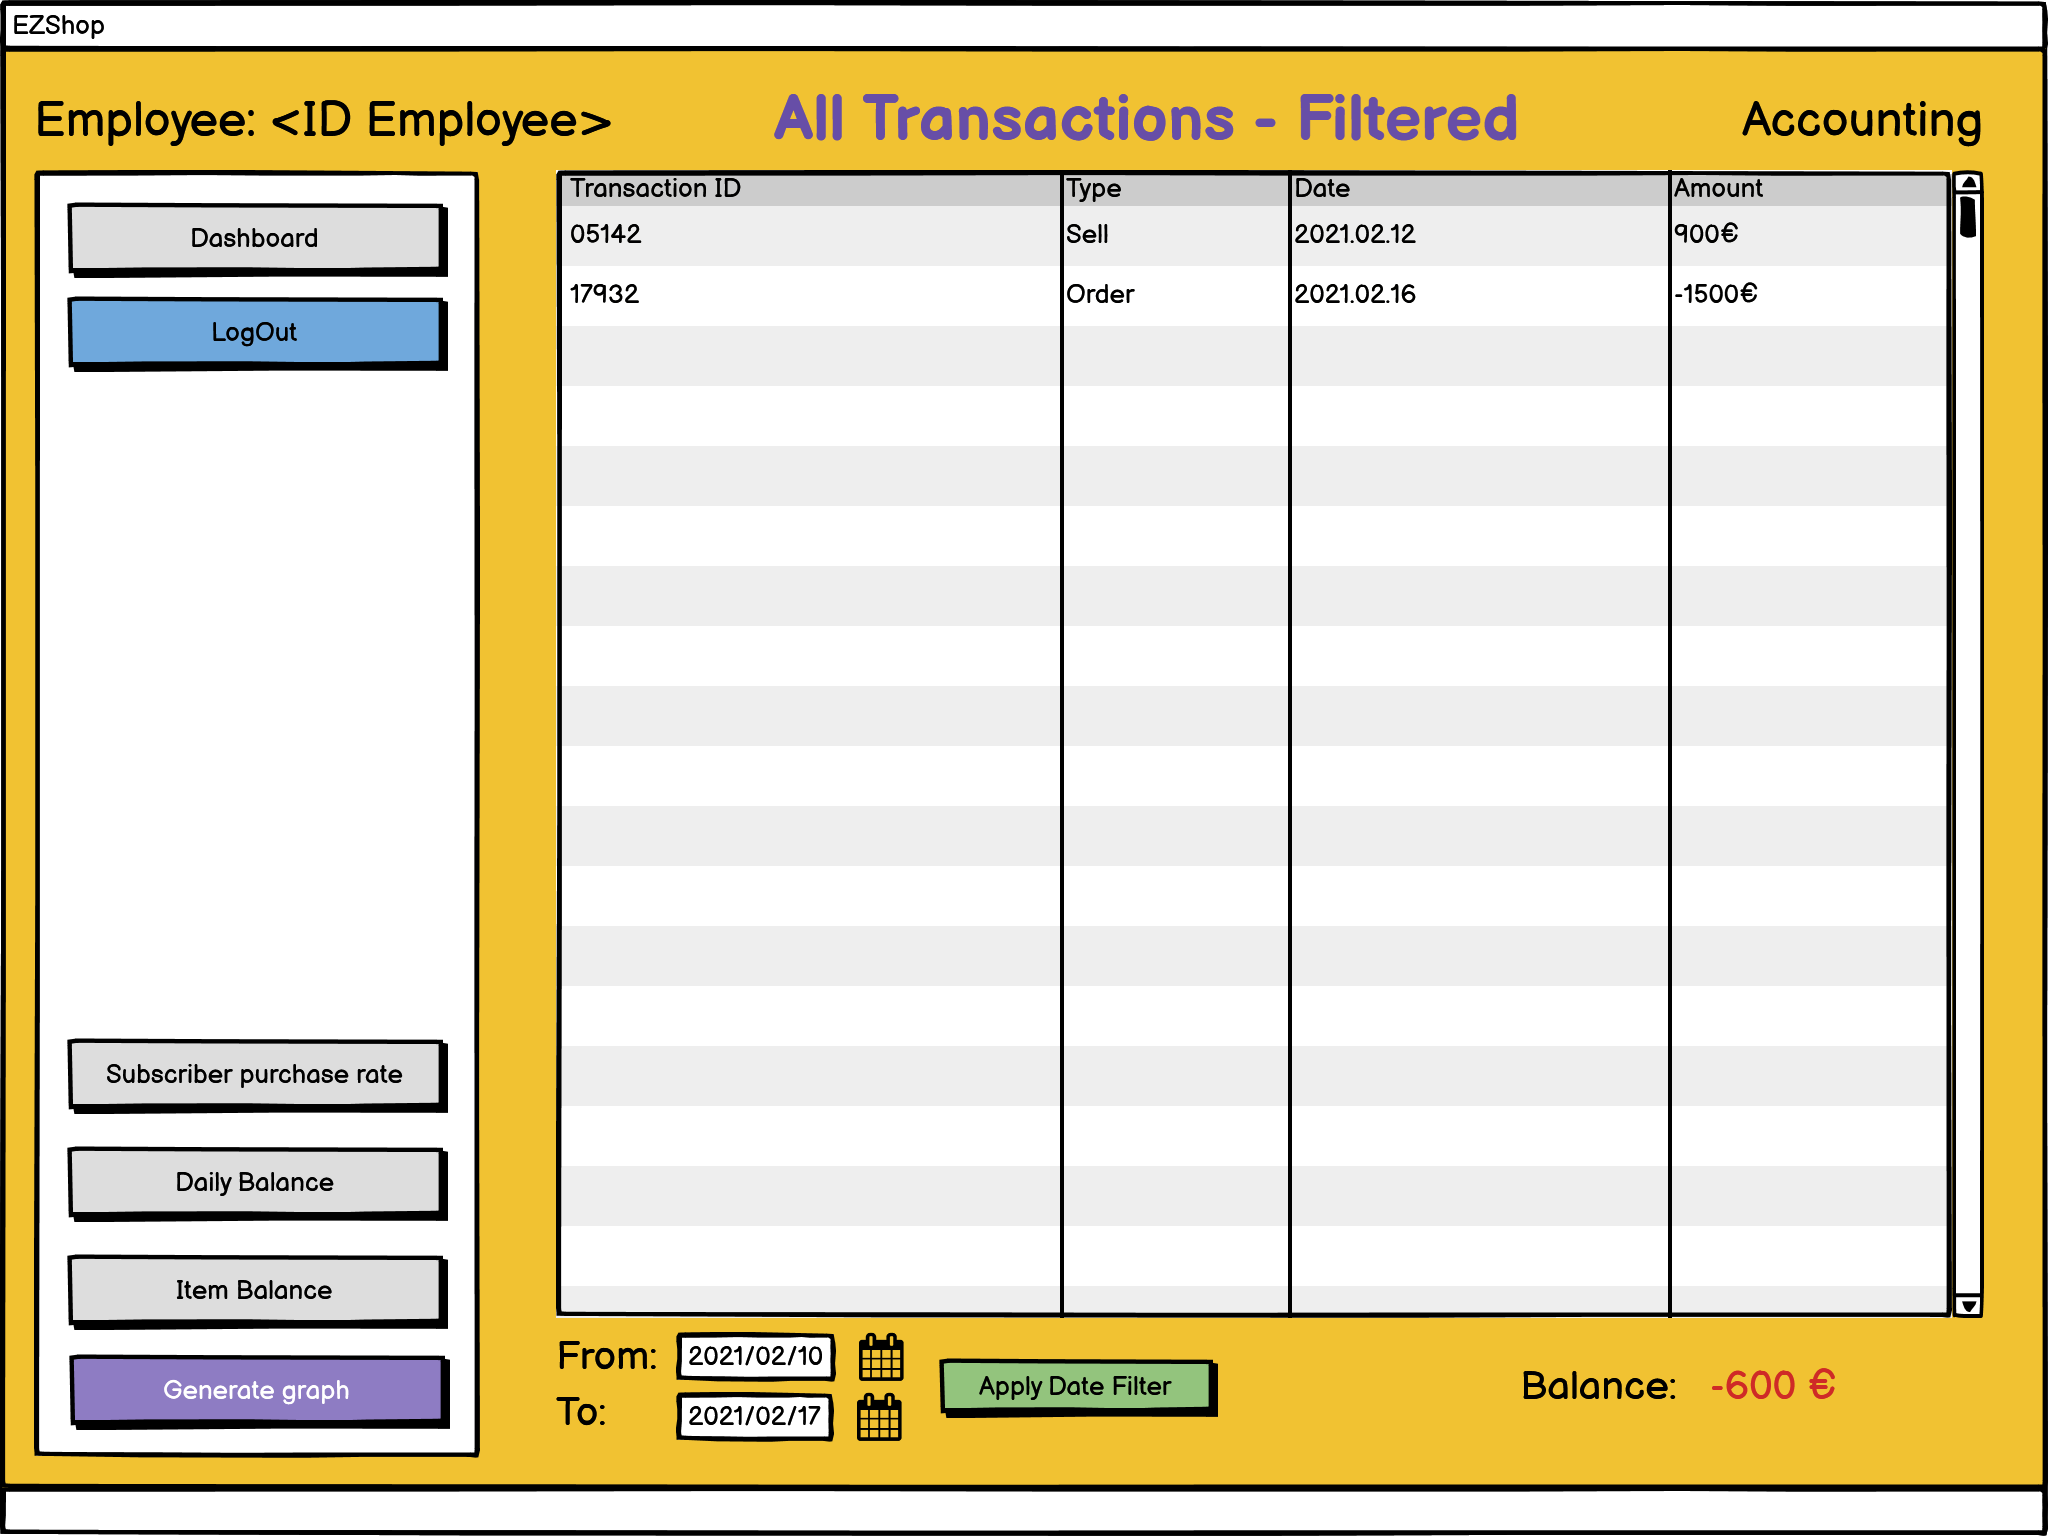 EZShop
Employee: <ID Employee>
All Transactions - Filtered
Accounting
Dashboard
LogOut
Subscriber purchase rate
Daily Balance
Item Balance
Generate graph
Transaction ID Type Date Amount
05142 Sell 2021.02.12 900€
17932 Order 2021.02.16 -1500€
From: 2021/02/10
To: 2021/02/17
Apply Date Filter
Balance: -600 €